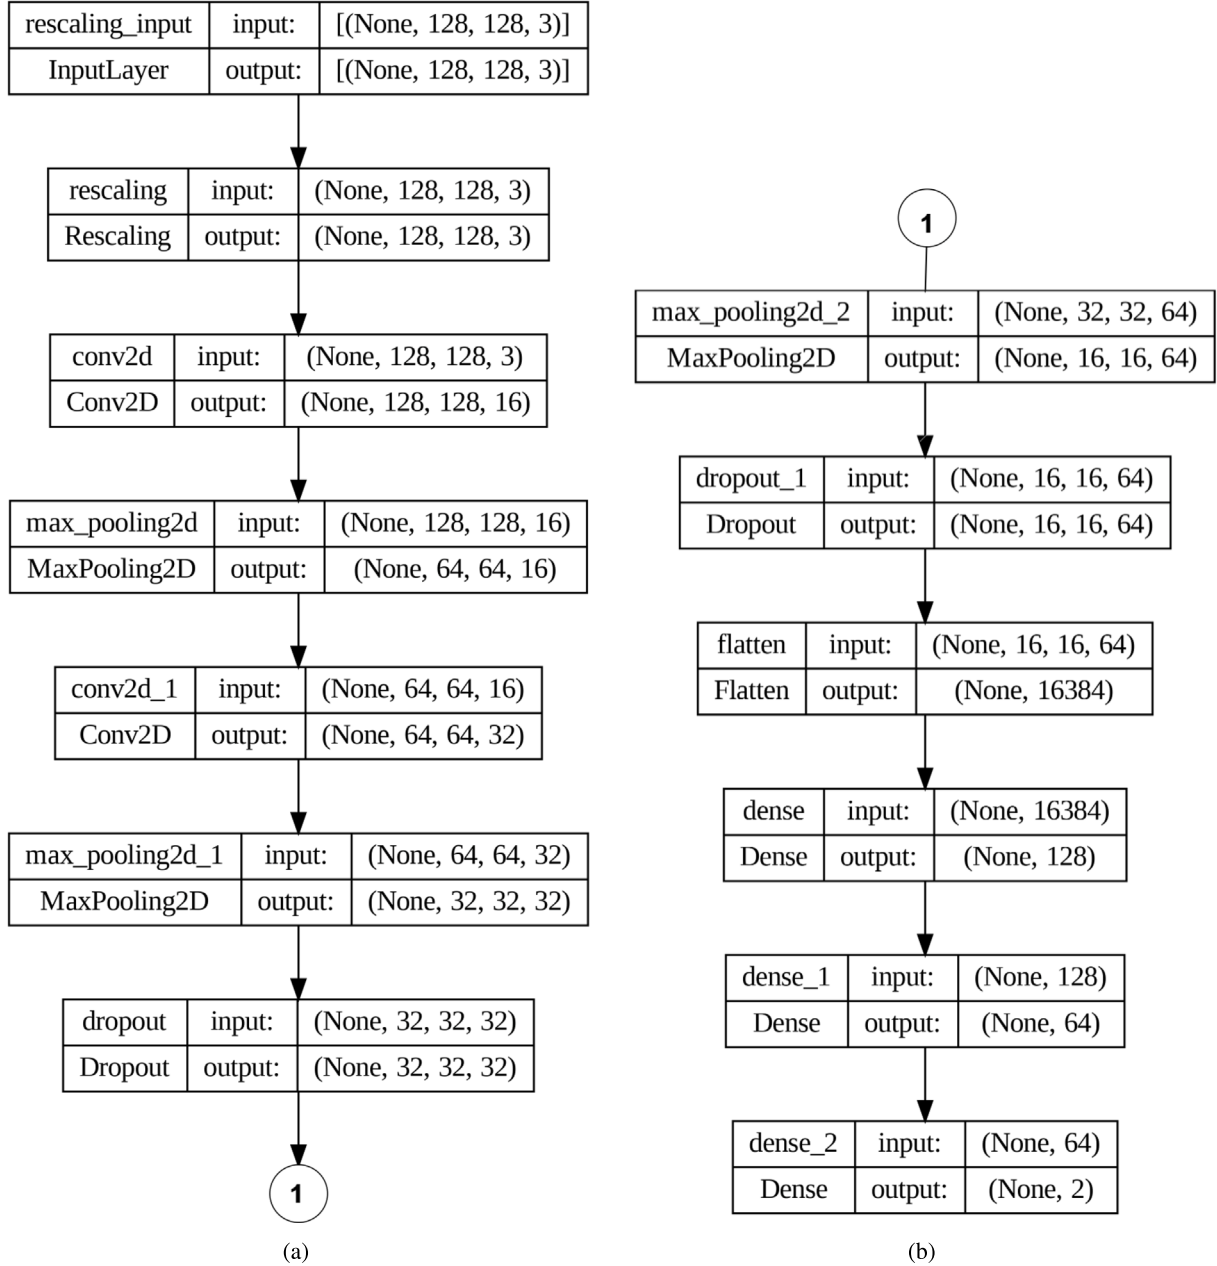 rescaling_input input: [(None, 128, 128, 3)]
InputLayer output: [(None, 128, 128, 3)]
rescaling input: (None, 128, 128, 3)
Rescaling output: (None, 128, 128, 3)
conv2d input: (None, 128, 128, 3)
Conv2D output: (None, 128, 128, 16)
max_pooling2d input: (None, 128, 128, 16)
MaxPooling2D output: (None, 64, 64, 16)
conv2d_1 input: (None, 64, 64, 16)
Conv2D output: (None, 64, 64, 32)
max_pooling2d_1 input: (None, 64, 64, 32)
MaxPooling2D output: (None, 32, 32, 32)
dropout input: (None, 32, 32, 32)
Dropout output: (None, 32, 32, 32)
1
(a)
1
max_pooling2d_2 input: (None, 32, 32, 64)
MaxPooling2D output: (None, 16, 16, 64)
dropout_1 input: (None, 16, 16, 64)
Dropout output: (None, 16, 16, 64)
flatten input: (None, 16, 16, 64)
Flatten output: (None, 16384)
dense input: (None, 16384)
Dense output: (None, 128)
dense_1 input: (None, 128)
Dense output: (None, 64)
dense_2 input: (None, 64)
Dense output: (None, 2)
(b)